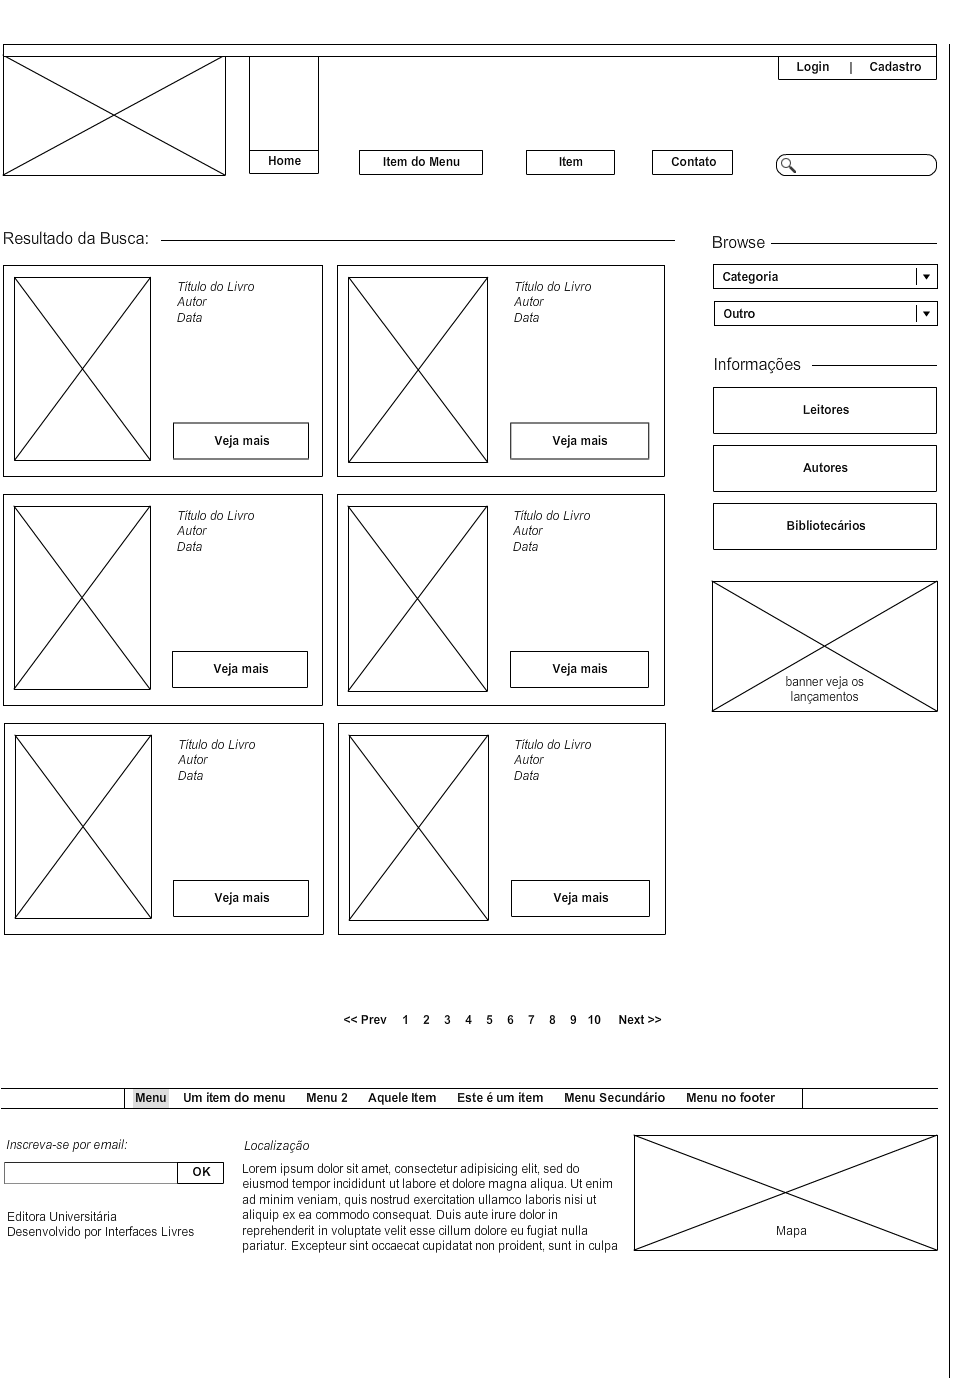 Login | Cadastro
Home
Item do Menu
Item
Contato
Resultado da Busca:
Título do Livro
Autor
Data
Veja mais
Título do Livro
Autor
Data
Veja mais
Título do Livro
Autor
Data
Veja mais
Título do Livro
Autor
Data
Veja mais
Título do Livro
Autor
Data
Veja mais
Título do Livro
Autor
Data
Veja mais
<< Prev 1 2 3 4 5 6 7 8 9 10 Next >>
Browse
Categoria
Outro
Informações
Leitores
Autores
Bibliotecários
banner veja os
lançamentos
Menu Um item do menu Menu 2 Aquele Item Este é um item Menu Secundário Menu no footer
Inscreva-se por email:
OK
Editora Universitária
Desenvolvido por Interfaces Livres
Localização
Lorem ipsum dolor sit amet, consectetur adipisicing elit, sed do
eiusmod tempor incididunt ut labore et dolore magna aliqua. Ut enim
ad minim veniam, quis nostrud exercitation ullamco laboris nisi ut
aliquip ex ea commodo consequat. Duis aute irure dolor in
reprehenderit in voluptate velit esse cillum dolore eu fugiat nulla
pariatur. Excepteur sint occaecat cupidatat non proident, sunt in culpa
Mapa